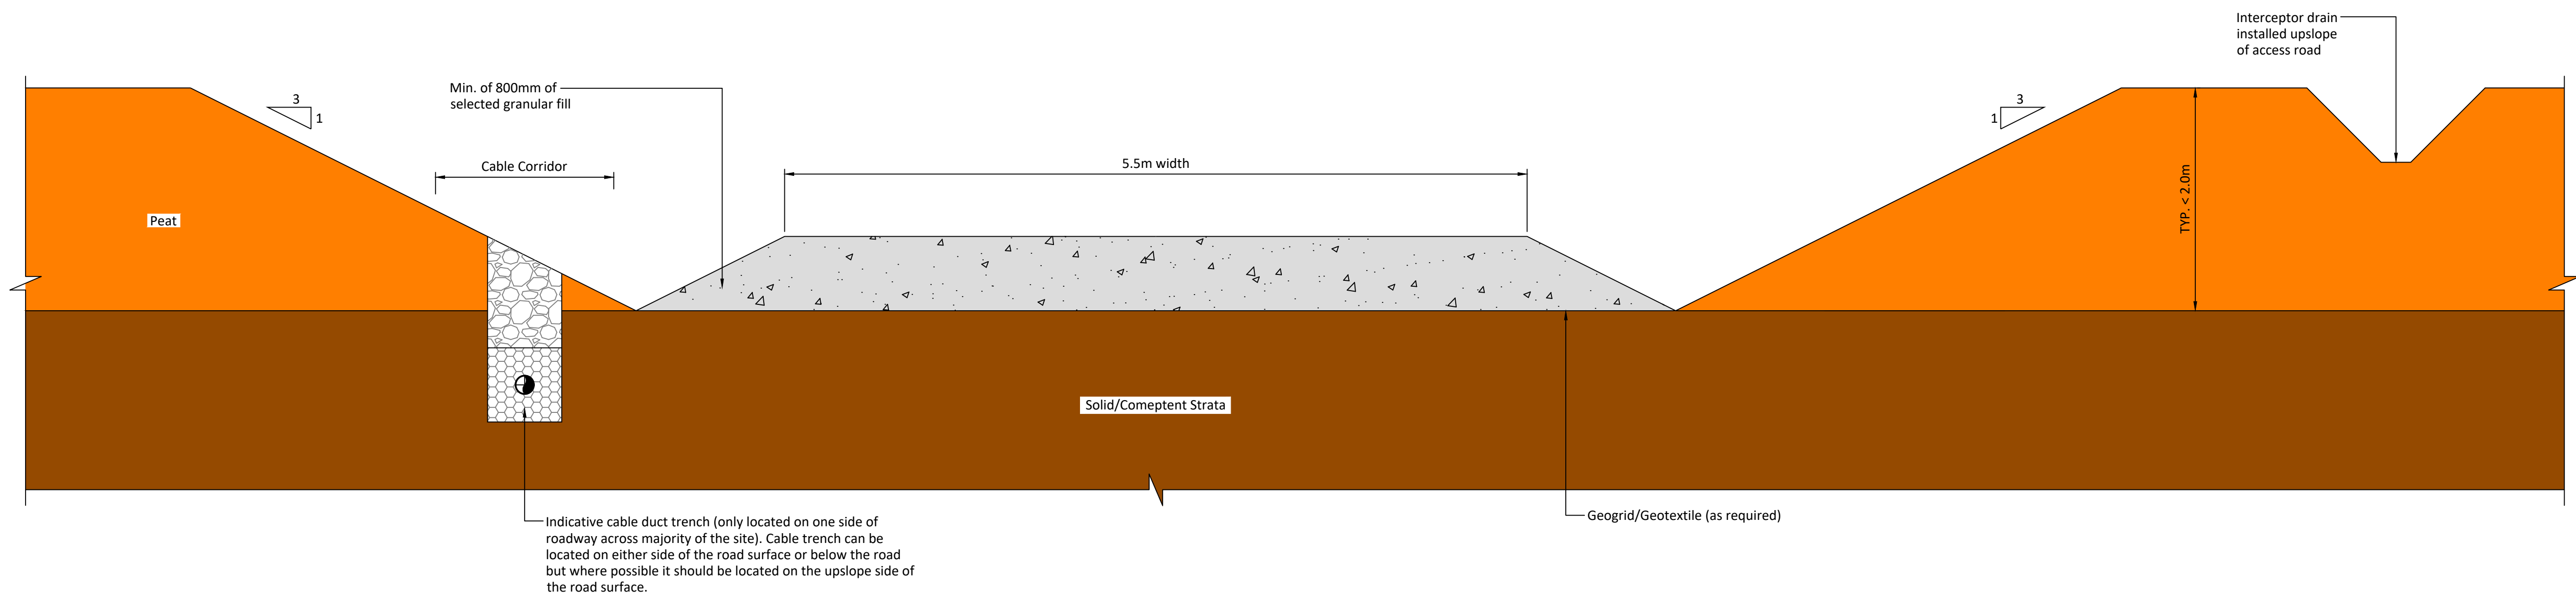 Interceptor drain
installed upslope
of access road
Min. of 800mm of
selected granular fill
3
1
3
1
Cable Corridor
5.5m width
TYP. < 2.0m
Peat
Solid/Comeptent Strata
Indicative cable duct trench (only located on one side of
roadway across majority of the site). Cable trench can be
located on either side of the road surface or below the road
but where possible it should be located on the upslope side of
the road surface.
Geogrid/Geotextile (as required)